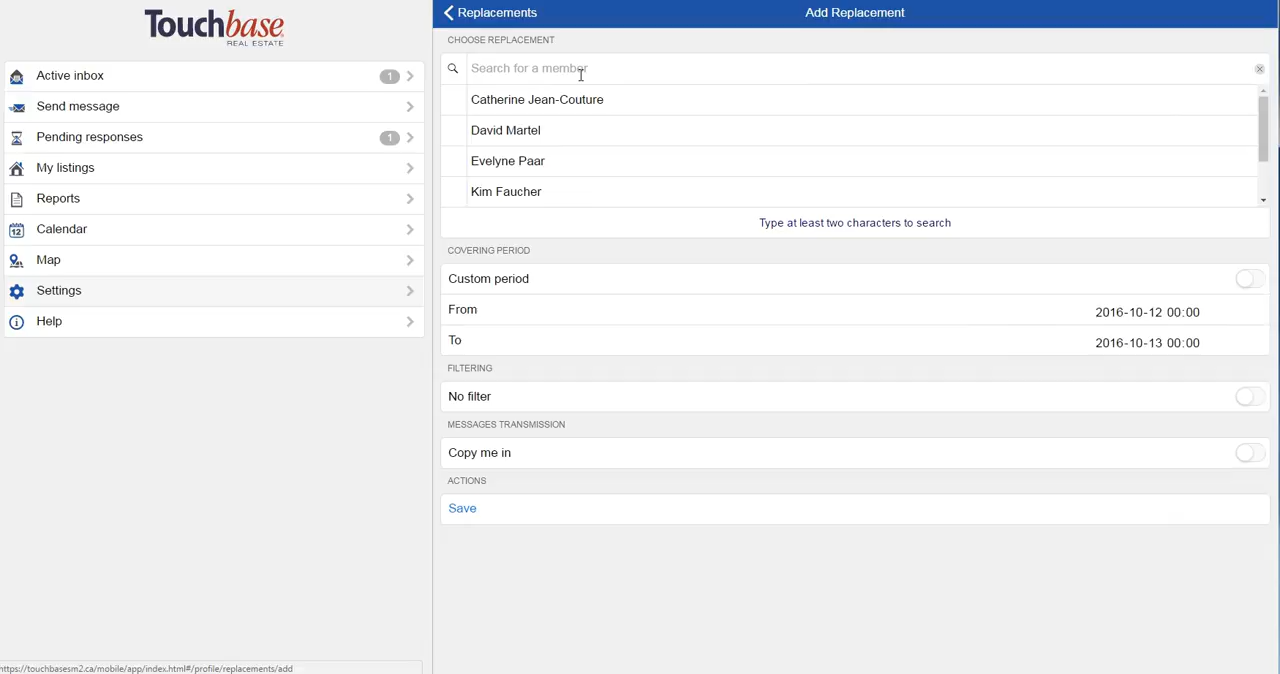 Touchbase
REAL ESTATE
Active inbox 1
Send message
Pending responses 1
My listings
Reports
Calendar
12
Map
Settings
Help
Replacements
Add Replacement
CHOOSE REPLACEMENT
Search for a member
Catherine Jean-Couture
David Martel
Evelyne Paar
Kim Faucher
Type at least two characters to search
COVERING PERIOD
Custom period
From 2016-10-12 00:00
To 2016-10-13 00:00
FILTERING
No filter
MESSAGES TRANSMISSION
Copy me in
ACTIONS
Save
https://touchbasesm2.ca/mobile/app/index.html#/profile/replacements/add